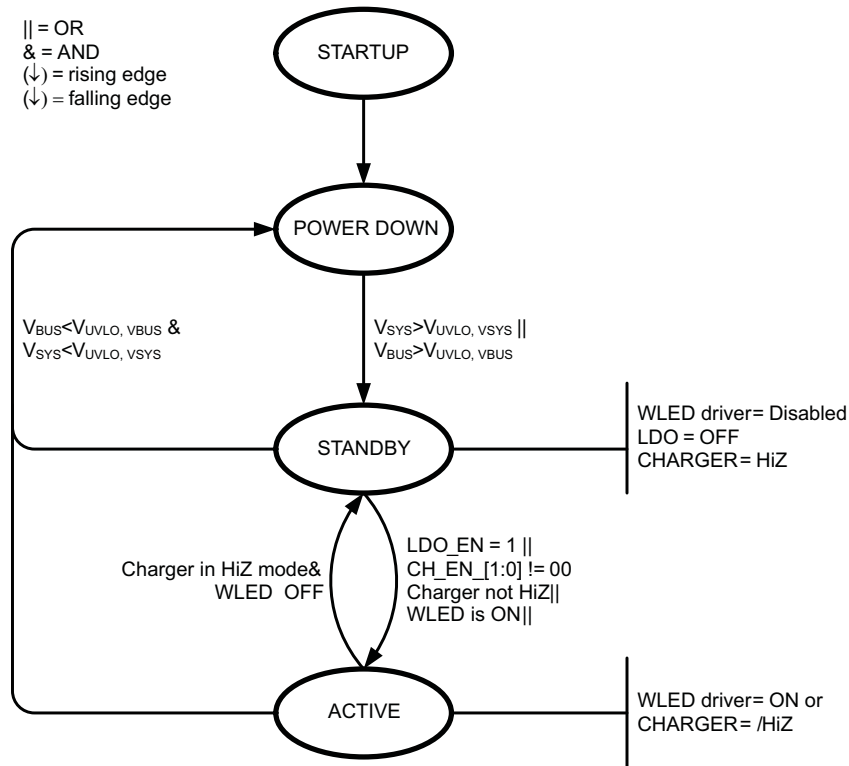 || = OR
& = AND
(↓) = rising edge
(↓) = falling edge
STARTUP
POWER DOWN
VBUS<VUVLO, VBUS &
VSYS<VUVLO, VSYS
VSYS>VUVLO, VSYS ||
VBUS>VUVLO, VBUS
STANDBY
WLED driver= Disabled
LDO = OFF
CHARGER= HiZ
Charger in HiZ mode&
WLED OFF
LDO_EN = 1 ||
CH_EN_[1:0] != 00
Charger not HiZ||
WLED is ON||
ACTIVE
WLED driver= ON or
CHARGER= /HiZ